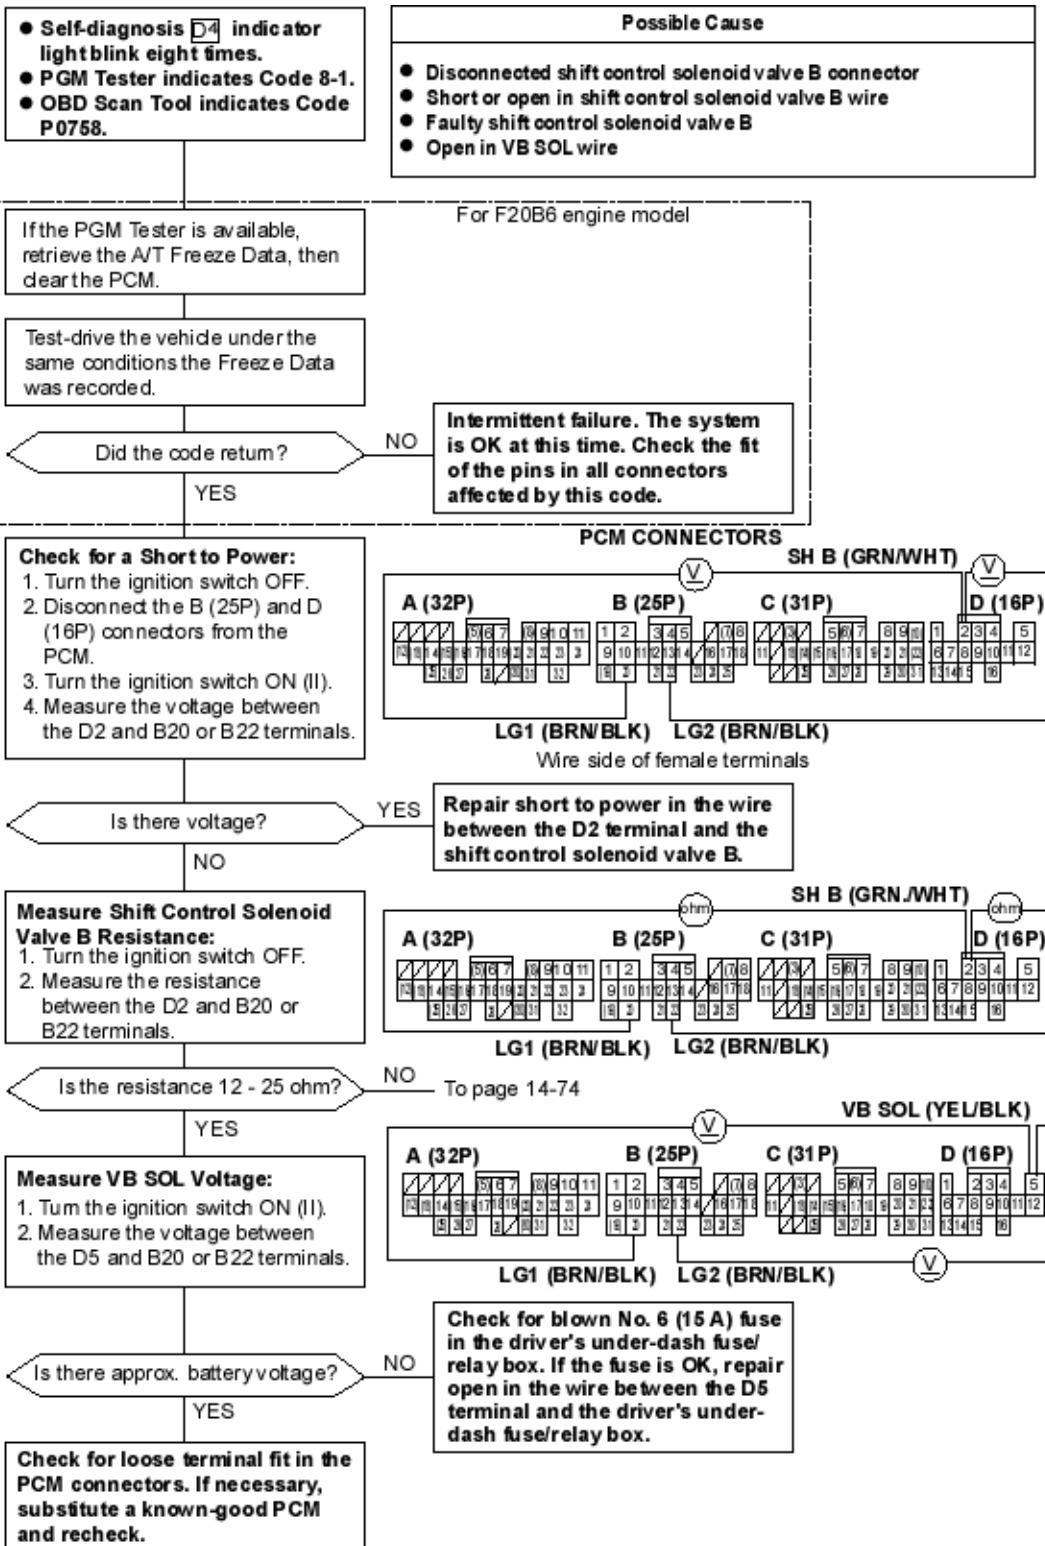 ● Self-diagnosis D4 indicator
light blink eight times.
● PGM Tester indicates Code 8-1.
● OBD Scan Tool indicates Code
P0758.
Possible Cause
● Disconnected shift control solenoid valve B connector
● Short or open in shift control solenoid valve B wire
● Faulty shift control solenoid valve B
● Open in VB SOL wire
For F20B6 engine model
If the PGM Tester is available,
retrieve the A/T Freeze Data, then
clear the PCM.
Test-drive the vehicle under the
same conditions the Freeze Data
was recorded.
Did the code return?
NO
Intermittent failure. The system
is OK at this time. Check the fit
of the pins in all connectors
affected by this code.
YES
Check for a Short to Power:
1. Turn the ignition switch OFF.
2. Disconnect the B (25P) and D
(16P) connectors from the
PCM.
3. Turn the ignition switch ON (II).
4. Measure the voltage between
the D2 and B20 or B22 terminals.
PCM CONNECTORS
SH B (GRN/WHT)
V
V
A (32P)
B (25P)
C (31P)
D (16P)
LG1 (BRN/BLK)
LG2 (BRN/BLK)
Wire side of female terminals
Is there voltage?
YES
Repair short to power in the wire
between the D2 terminal and the
shift control solenoid valve B.
NO
Measure Shift Control Solenoid
Valve B Resistance:
1. Turn the ignition switch OFF.
2. Measure the resistance
between the D2 and B20 or
B22 terminals.
SH B (GRN./WHT)
ohm
ohm
A (32P)
B (25P)
C (31P)
D (16P)
LG1 (BRN/BLK)
LG2 (BRN/BLK)
Is the resistance 12 - 25 ohm?
NO
To page 14-74
YES
Measure VB SOL Voltage:
1. Turn the ignition switch ON (II).
2. Measure the voltage between
the D5 and B20 or B22 terminals.
VB SOL (YEL/BLK)
V
A (32P)
B (25P)
C (31P)
D (16P)
LG1 (BRN/BLK)
LG2 (BRN/BLK)
V
Is there approx. battery voltage?
NO
Check for blown No. 6 (15 A) fuse
in the driver's under-dash fuse/
relay box. If the fuse is OK, repair
open in the wire between the D5
terminal and the driver's under-
dash fuse/relay box.
YES
Check for loose terminal fit in the
PCM connectors. If necessary,
substitute a known-good PCM
and recheck.